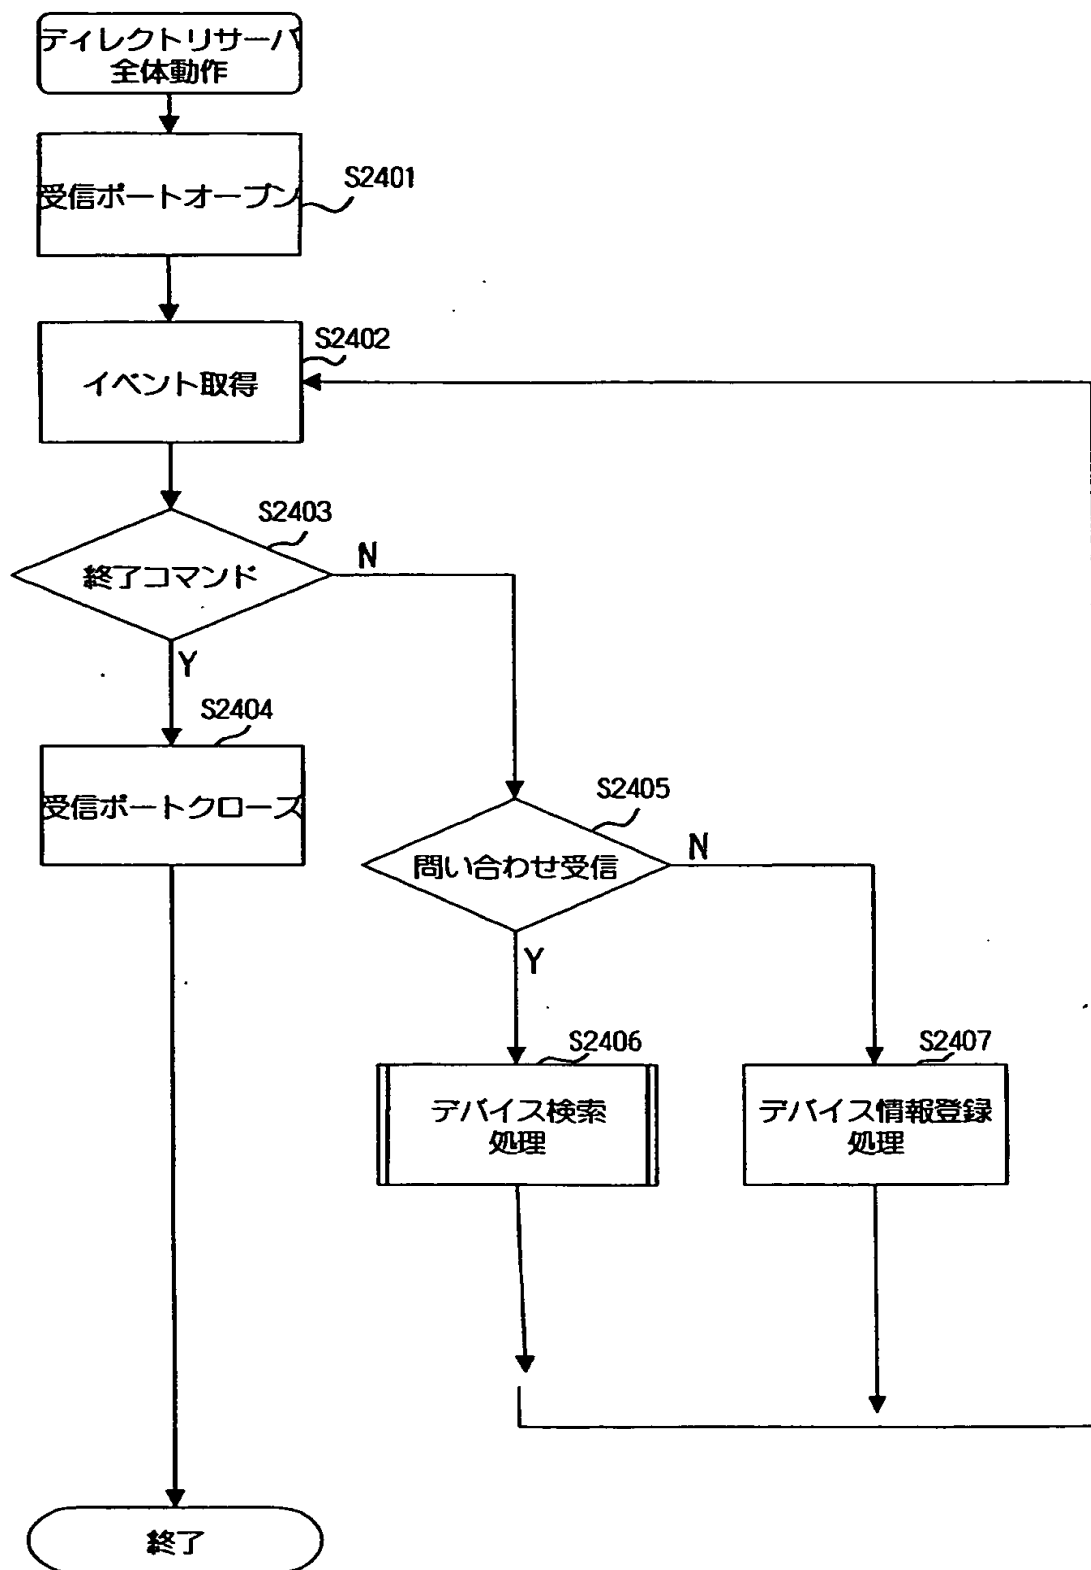 ディレクトリサーバ
全体動作
受信ポートオープン
S2401
S2402
イベント取得
S2403
終了コマンド
N
Y
S2404
受信ポートクローズ
S2405
問い合わせ受信
N
Y
S2406
デバイス検索
処理
S2407
デバイス情報登録
処理
終了